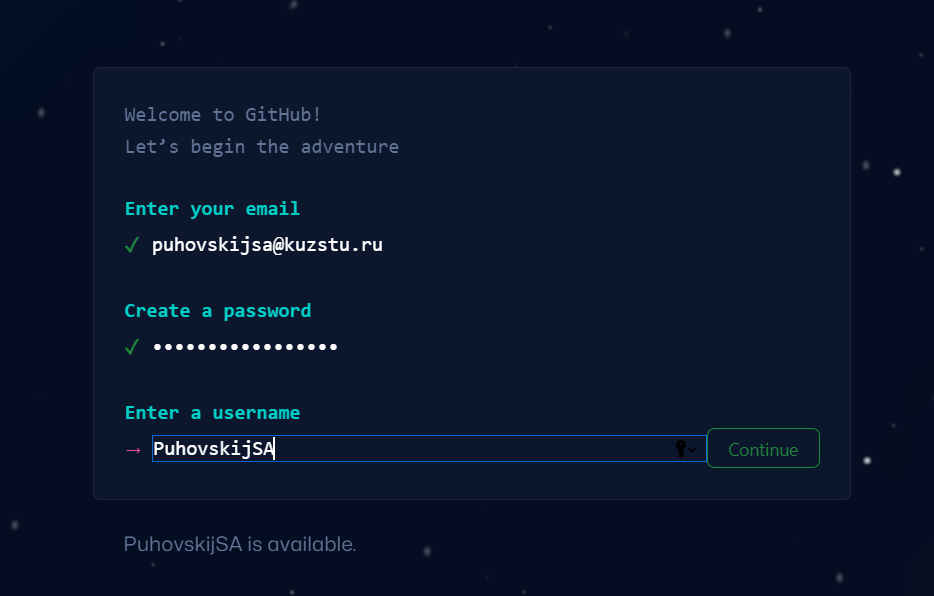 Welcome to GitHub!
Let’s begin the adventure
Enter your email
✓ puhovskijsa@kuzstu.ru
Create a password
✓ •••••••••••••••••
Enter a username
→ PuhovskijSA Continue
PuhovskijSA is available.